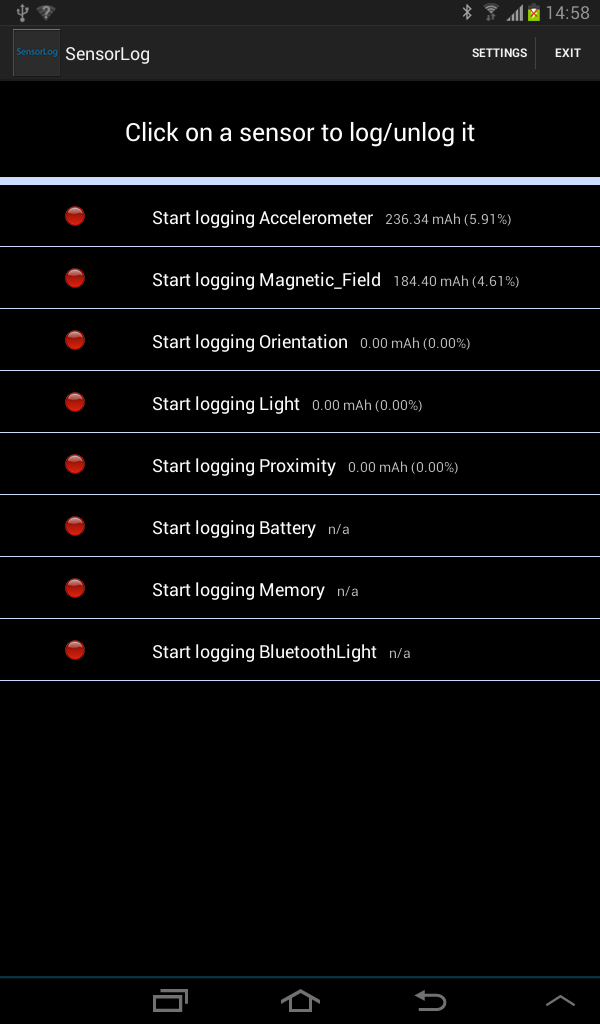 14:58
SensorLog
SensorLog
SETTINGS
EXIT
Click on a sensor to log/unlog it
Start logging Accelerometer 236.34 mAh (5.91%)
Start logging Magnetic_Field 184.40 mAh (4.61%)
Start logging Orientation 0.00 mAh (0.00%)
Start logging Light 0.00 mAh (0.00%)
Start logging Proximity 0.00 mAh (0.00%)
Start logging Battery n/a
Start logging Memory n/a
Start logging BluetoothLight n/a